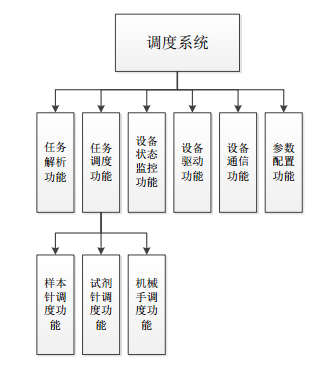 调度系统
任务
解析
功能
任务
调度
功能
设备
状态
监控
功能
设备
驱动
功能
设备
通信
功能
参数
配置
功能
样本
针调
度功
能
试剂
针调
度功
能
机械
手调
度功
能